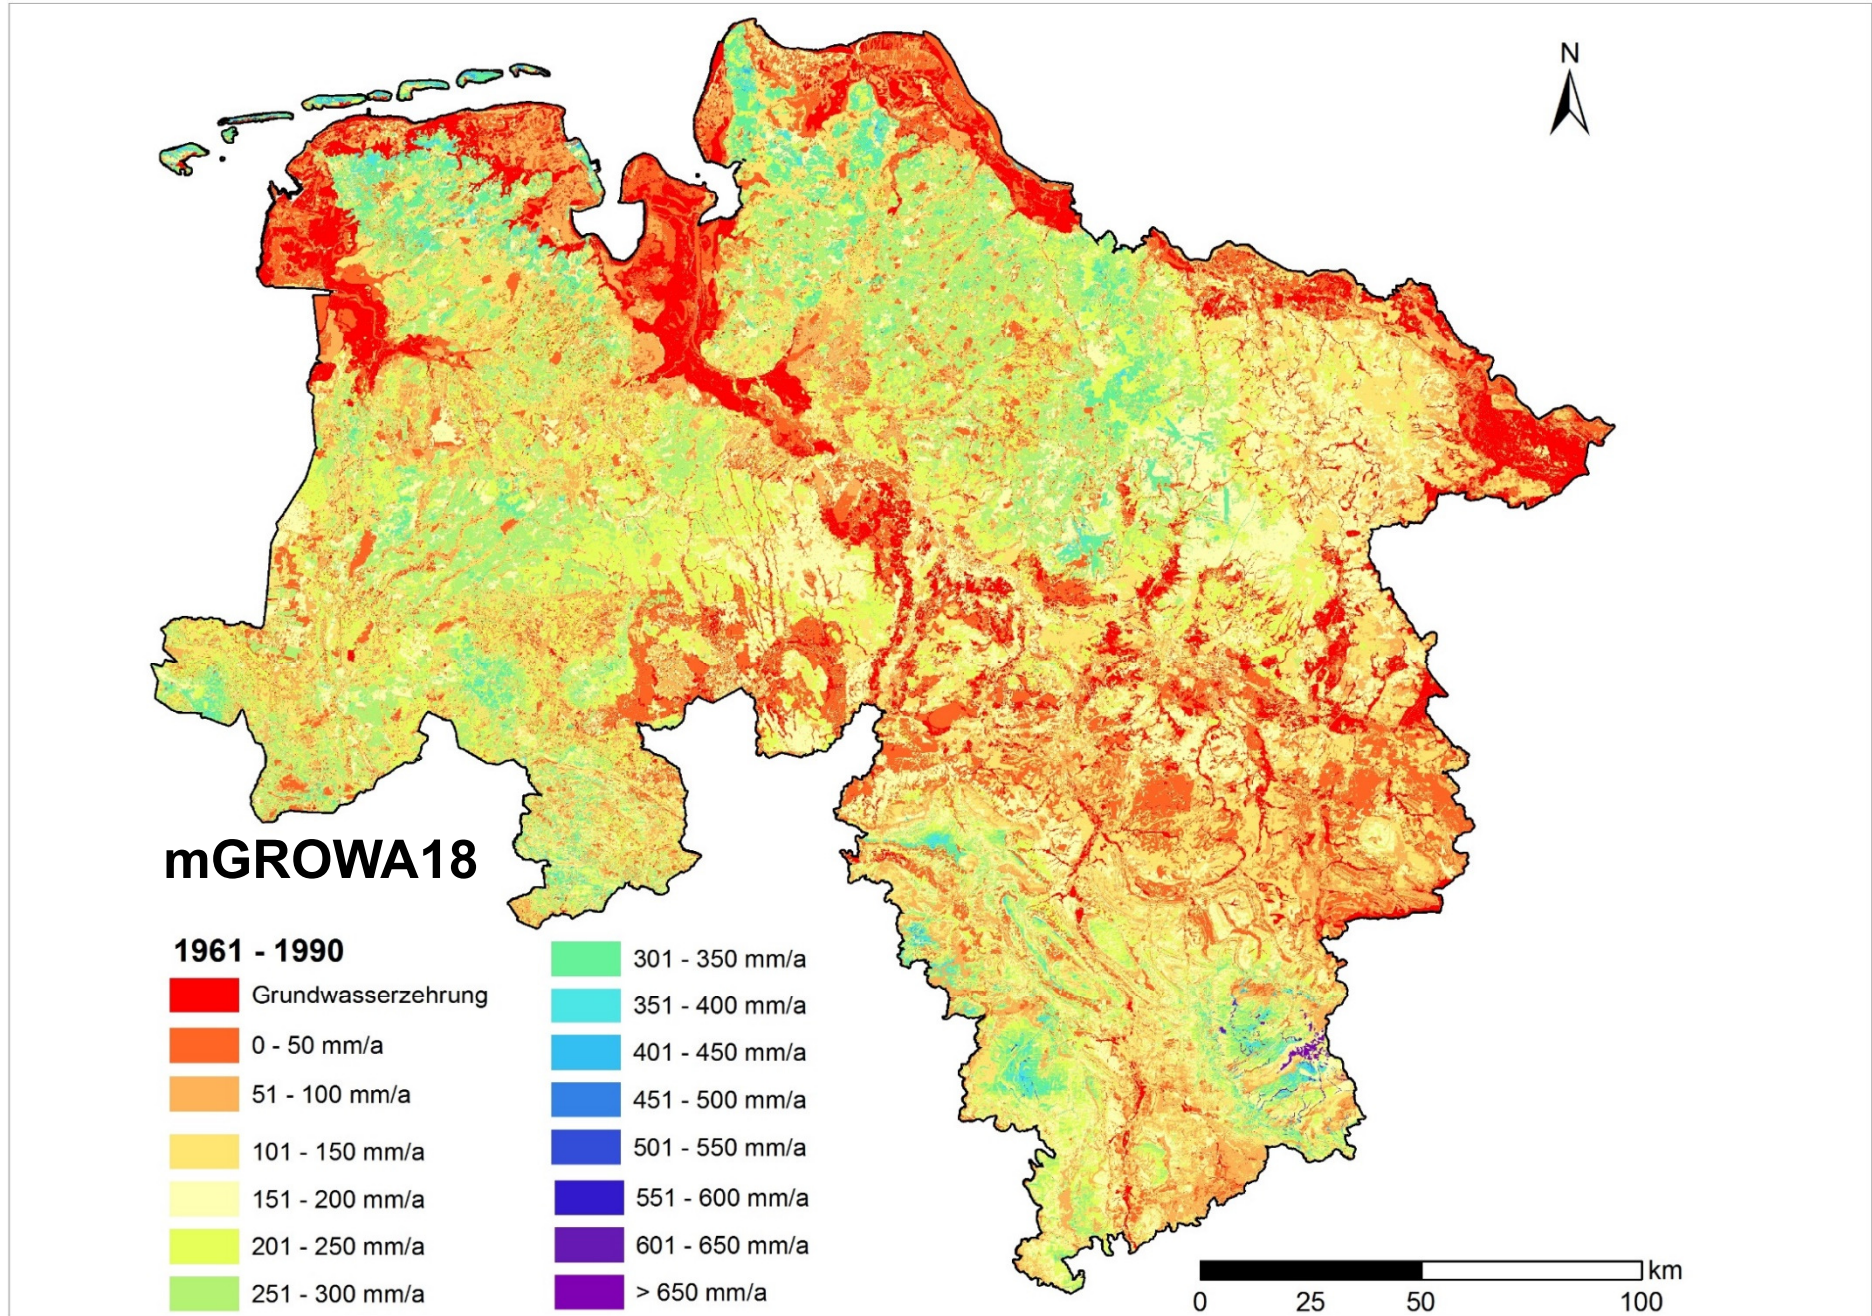 N
mGROWA18
1961 - 1990
Grundwasserzehrung
0 - 50 mm/a
51 - 100 mm/a
101 - 150 mm/a
151 - 200 mm/a
201 - 250 mm/a
251 - 300 mm/a
301 - 350 mm/a
351 - 400 mm/a
401 - 450 mm/a
451 - 500 mm/a
501 - 550 mm/a
551 - 600 mm/a
601 - 650 mm/a
> 650 mm/a
km
0 25 50 100